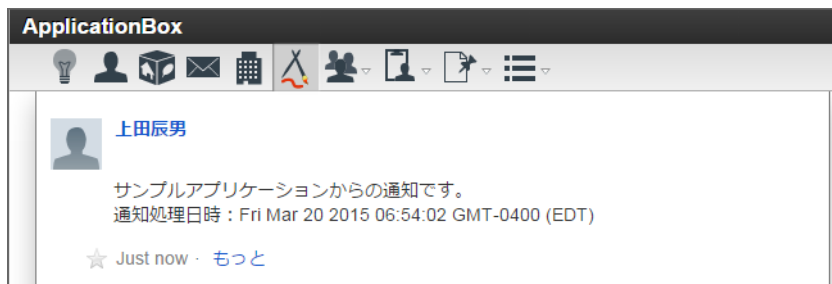 ApplicationBox
上田辰男
サンプルアプリケーションからの通知です。
通知処理日時：Fri Mar 20 2015 06:54:02 GMT-0400 (EDT)
Just now · もっと